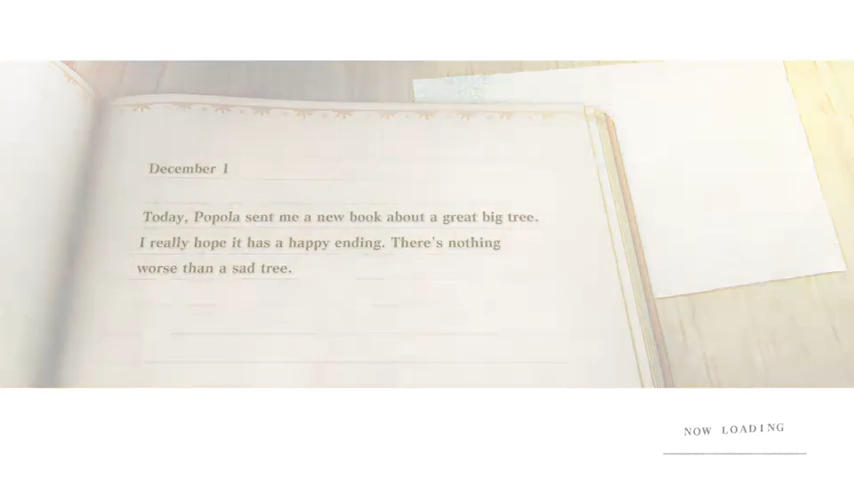 December 1
Today, Popola sent me a new book about a great big tree.
I really hope it has a happy ending. There's nothing
worse than a sad tree.
NOW LOADING